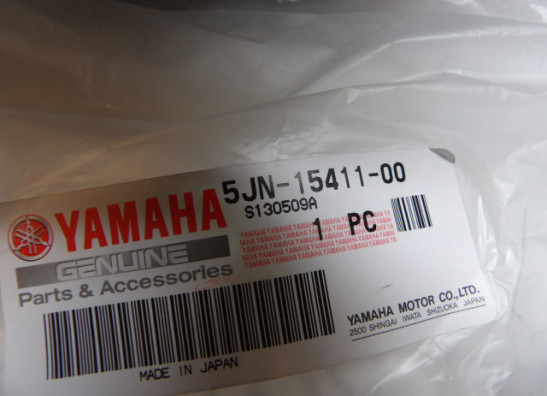 YAMAHA
GENUINE
Parts & Accessories
5JN-15411-00
S130509A
1 PC
MADE IN JAPAN
YAMAHA MOTOR CO., LTD.
2500 SHINGAI IWATA SHIZUOKA JAPAN